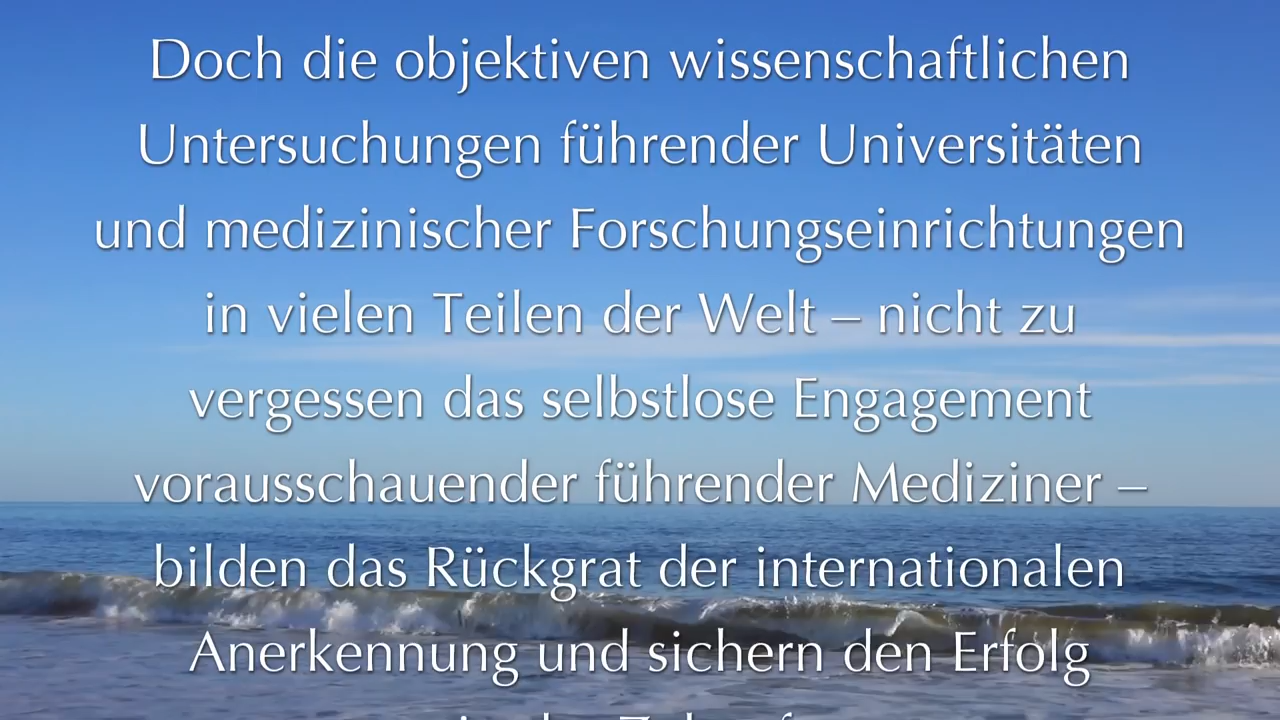 Doch die objektiven wissenschaftlichen
Untersuchungen führender Universitäten
und medizinischer Forschungseinrichtungen
in vielen Teilen der Welt – nicht zu
vergessen das selbstlose Engagement
vorausschauender führender Mediziner –
bilden das Rückgrat der internationalen
Anerkennung und sichern den Erfolg